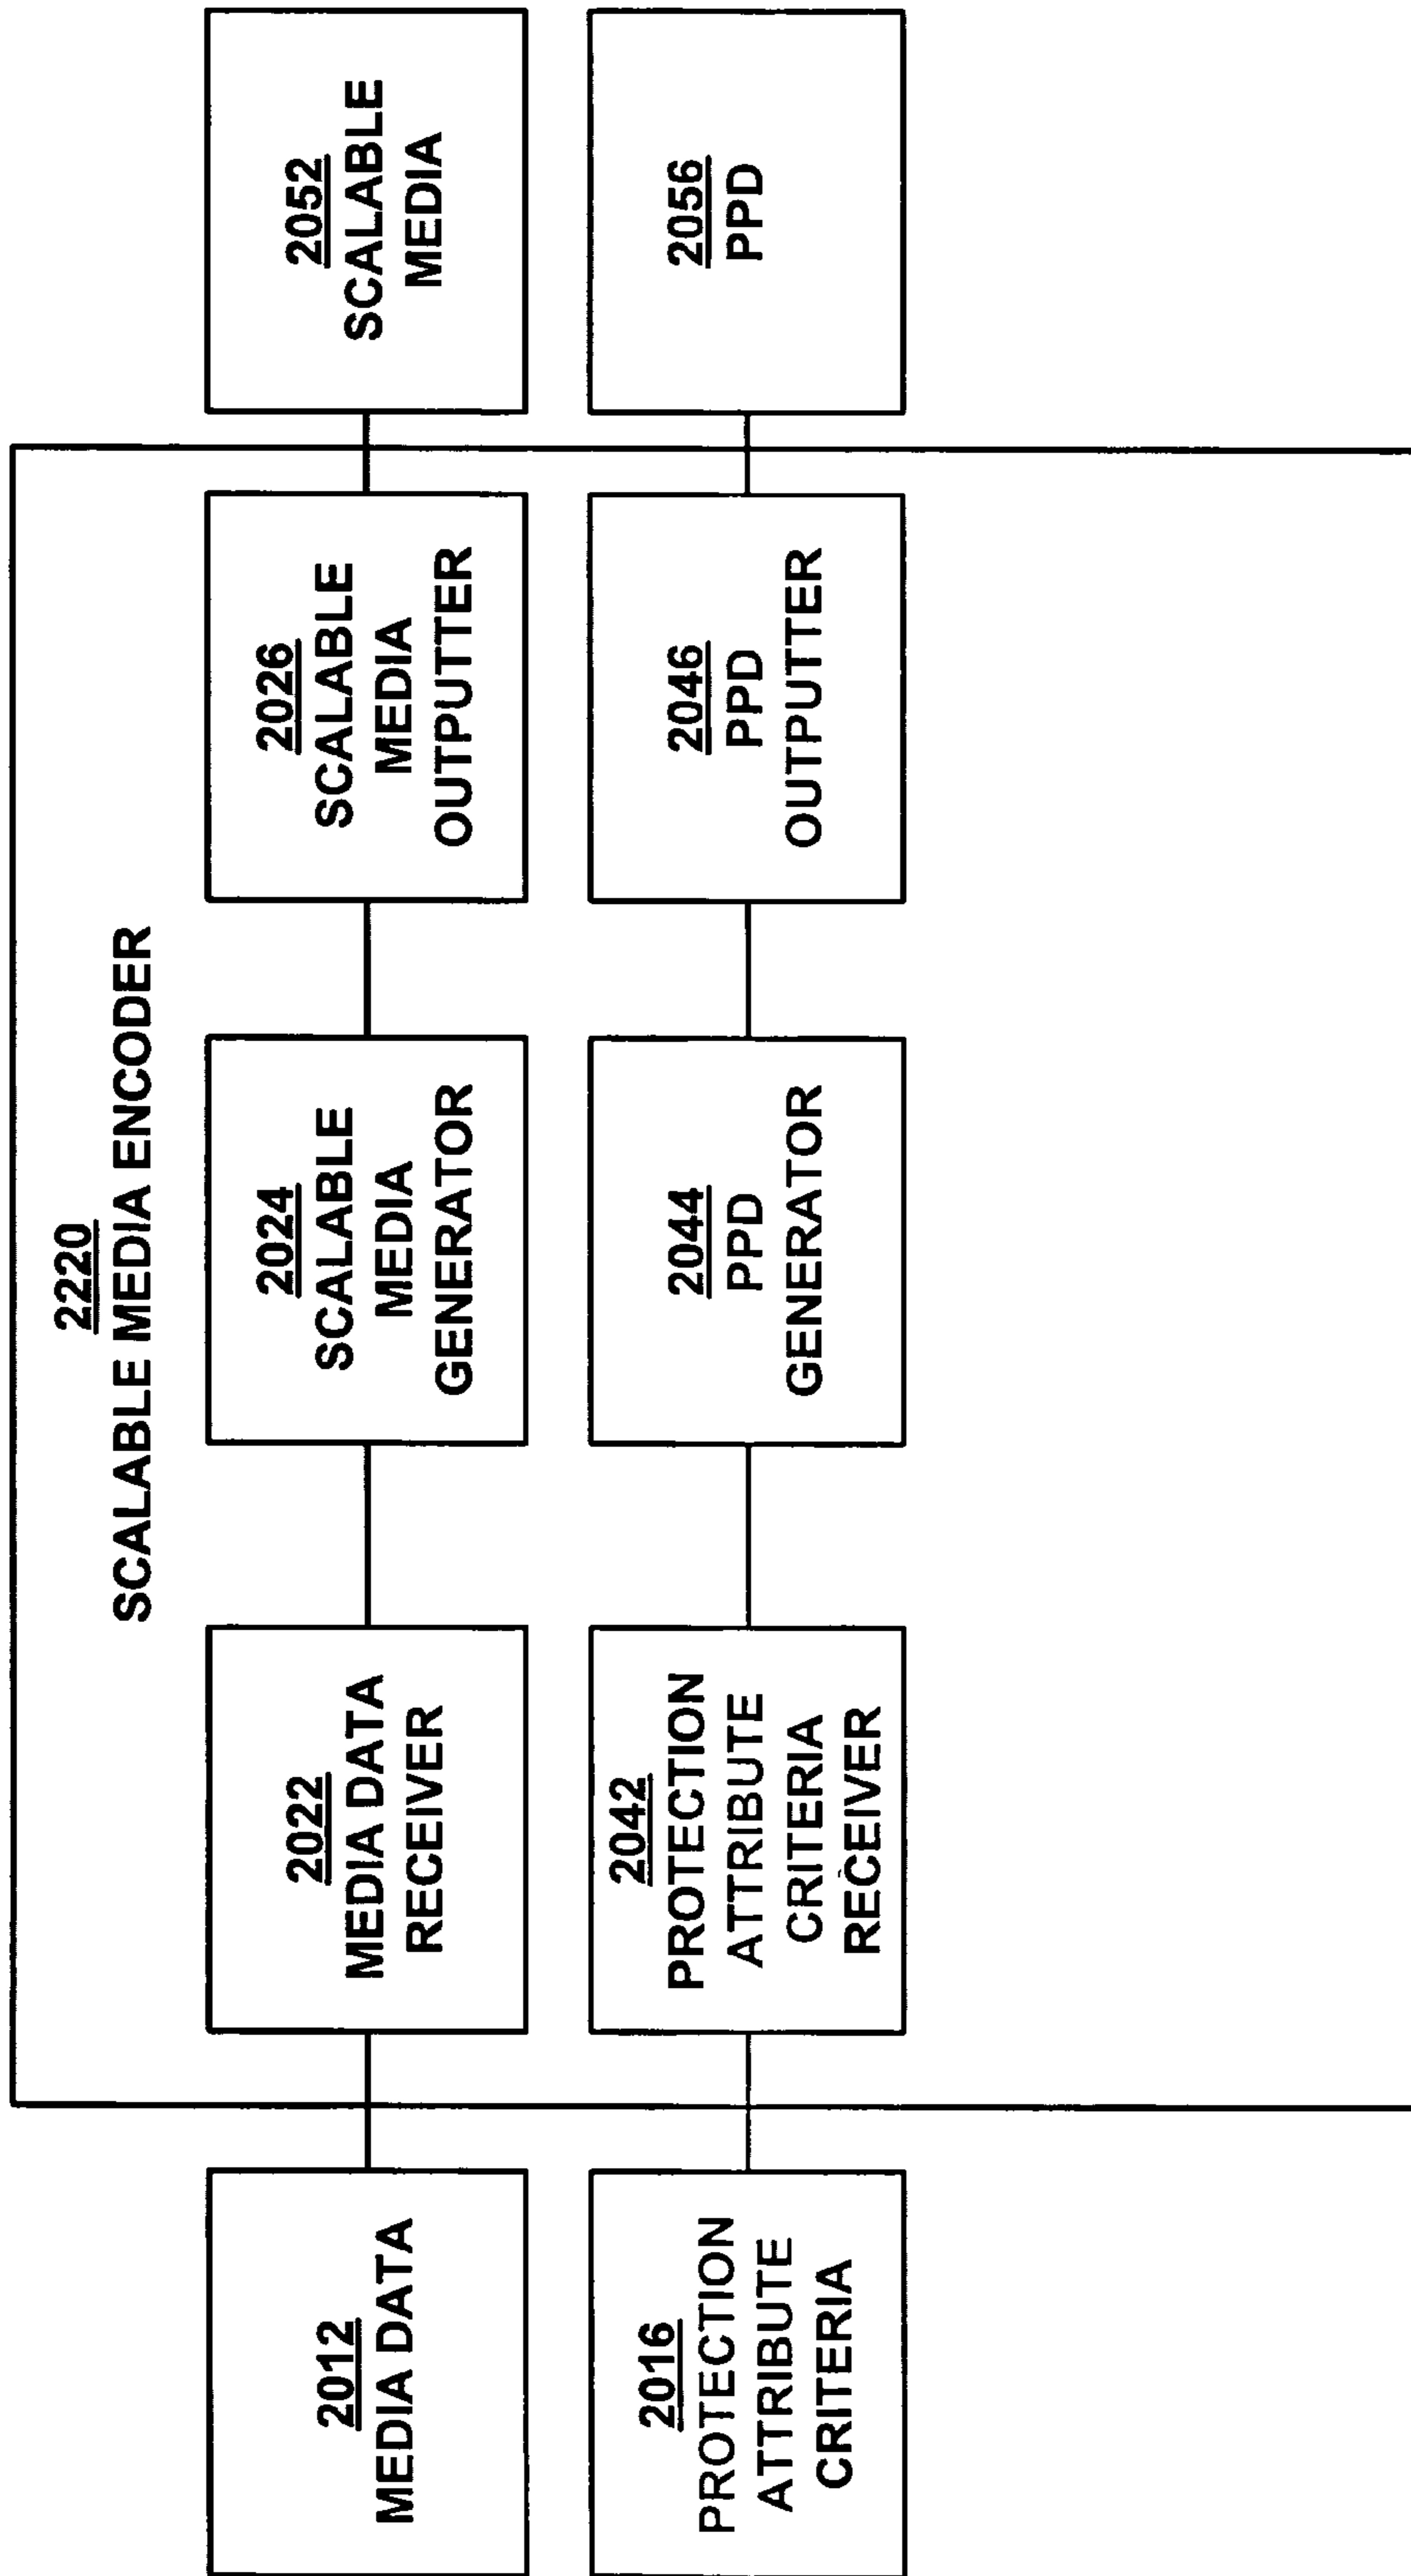 2220
SCALABLE MEDIA ENCODER
2012
MEDIA DATA
2022
MEDIA DATA
RECEIVER
2024
SCALABLE
MEDIA
GENERATOR
2026
SCALABLE
MEDIA
OUTPUTTER
2052
SCALABLE
MEDIA
2016
PROTECTION
ATTRIBUTE
CRITERIA
2042
PROTECTION
ATTRIBUTE
CRITERIA
RECEIVER
2044
PPD
GENERATOR
2046
PPD
OUTPUTTER
2056
PPD